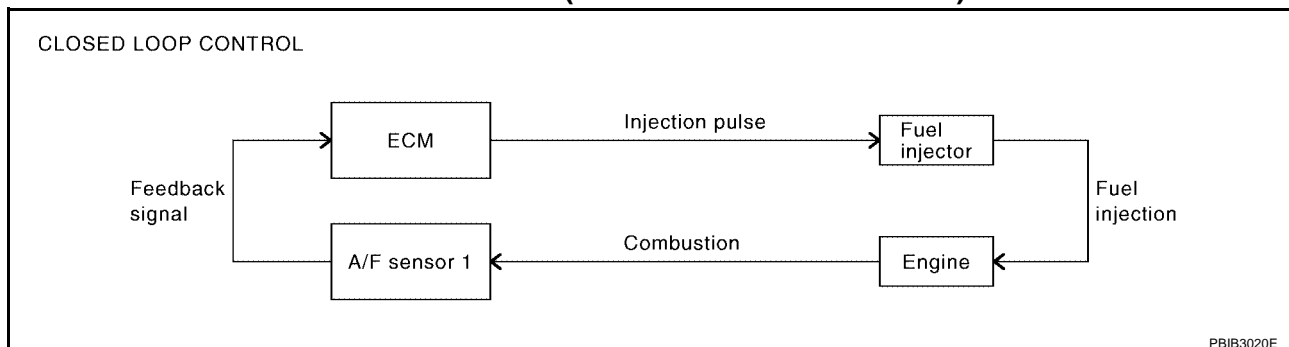 CLOSED LOOP CONTROL
ECM
Injection pulse
Fuel
injector
Feedback
signal
Fuel
injection
A/F sensor 1
Combustion
Engine
PBIB3020E